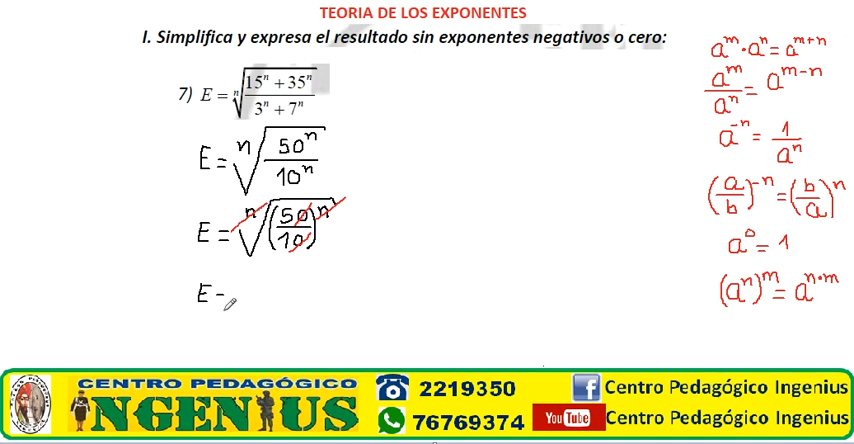 TEORIA DE LOS EXPONENTES
I. Simplifica y expresa el resultado sin exponentes negativos o cero:
7) E = ⁿ√((15ⁿ + 35ⁿ)/(3ⁿ + 7ⁿ))
E = ⁿ√(50ⁿ/10ⁿ)
E = ⁿ√((50/10)ⁿ)
E =
aᵐ · aⁿ = aᵐ⁺ⁿ
aᵐ/aⁿ = aᵐ⁻ⁿ
a⁻ⁿ = 1/aⁿ
(a/b)⁻ⁿ = (b/a)ⁿ
a⁰ = 1
(aⁿ)ᵐ = aⁿ·ᵐ
CENTRO PEDAGÓGICO
INGENIUS
2219350
76769374
f Centro Pedagógico Ingenius
YouTube Centro Pedagógico Ingenius